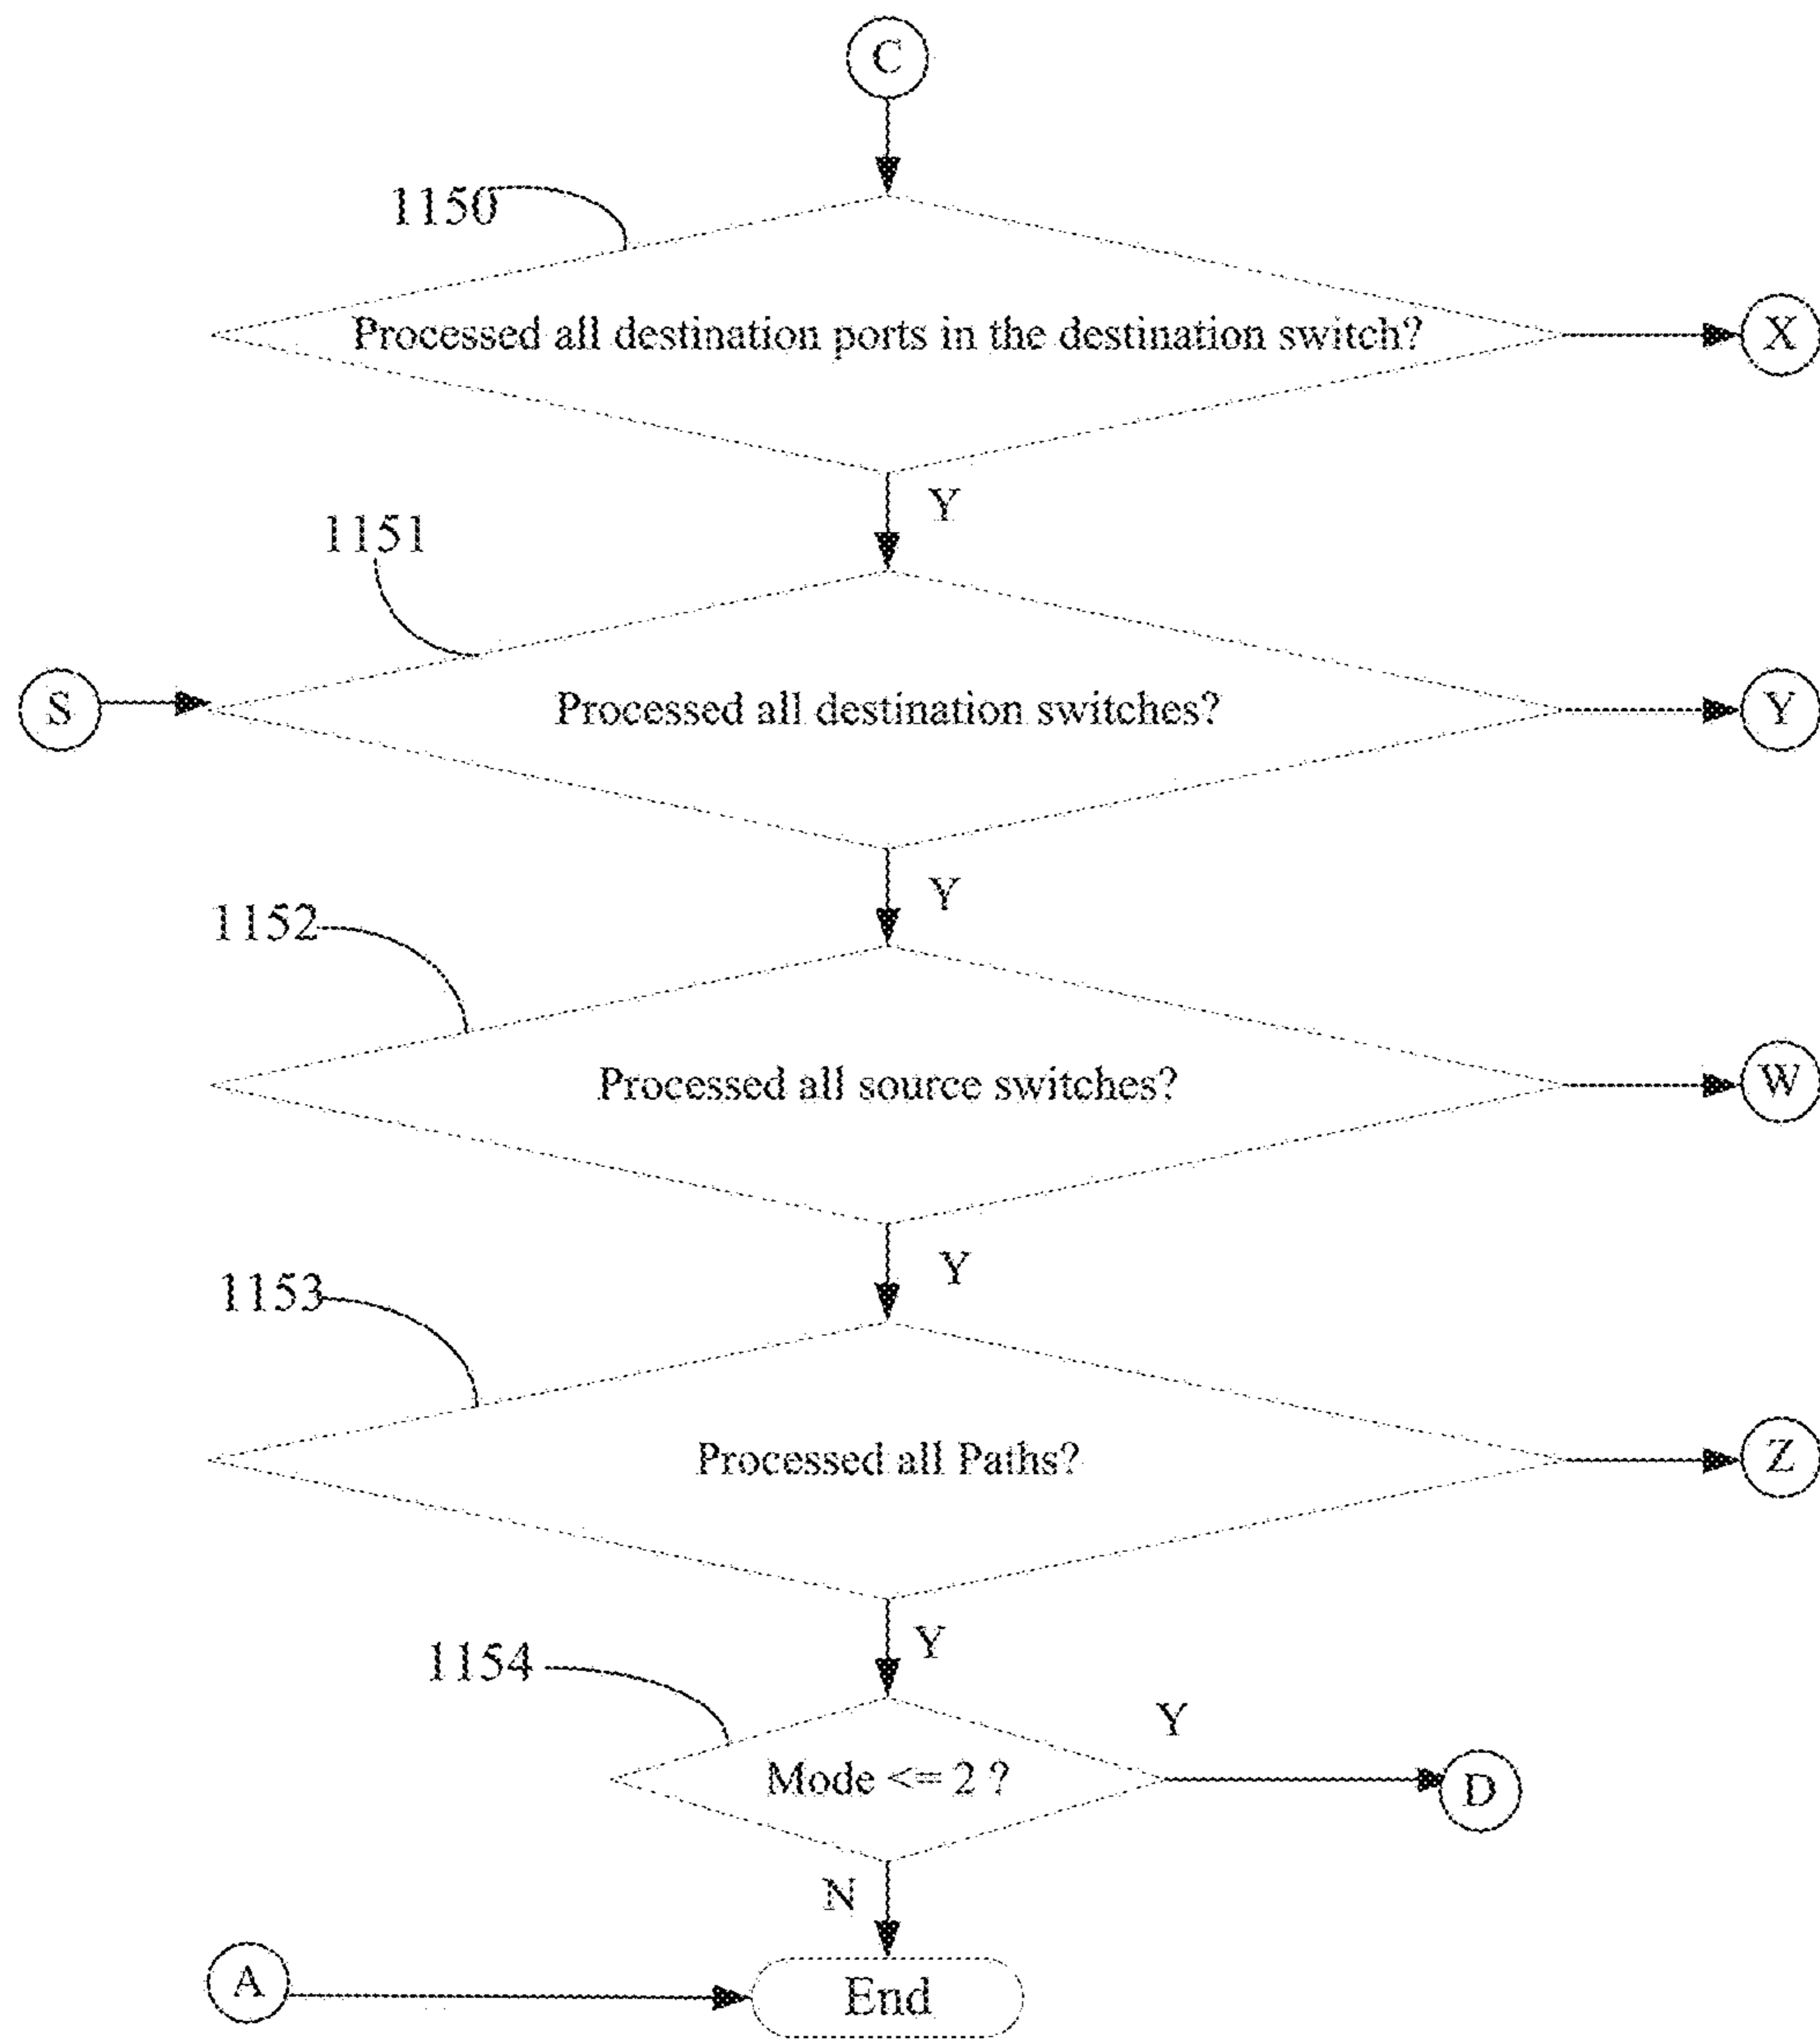 C
1150
Processed all destination ports in the destination switch?
X
Y
1151
S
Processed all destination switches?
Y
Y
1152
Processed all source switches?
W
Y
1153
Processed all Paths?
Z
Y
1154
Y
Mode <= 2 ?
D
N
A
End